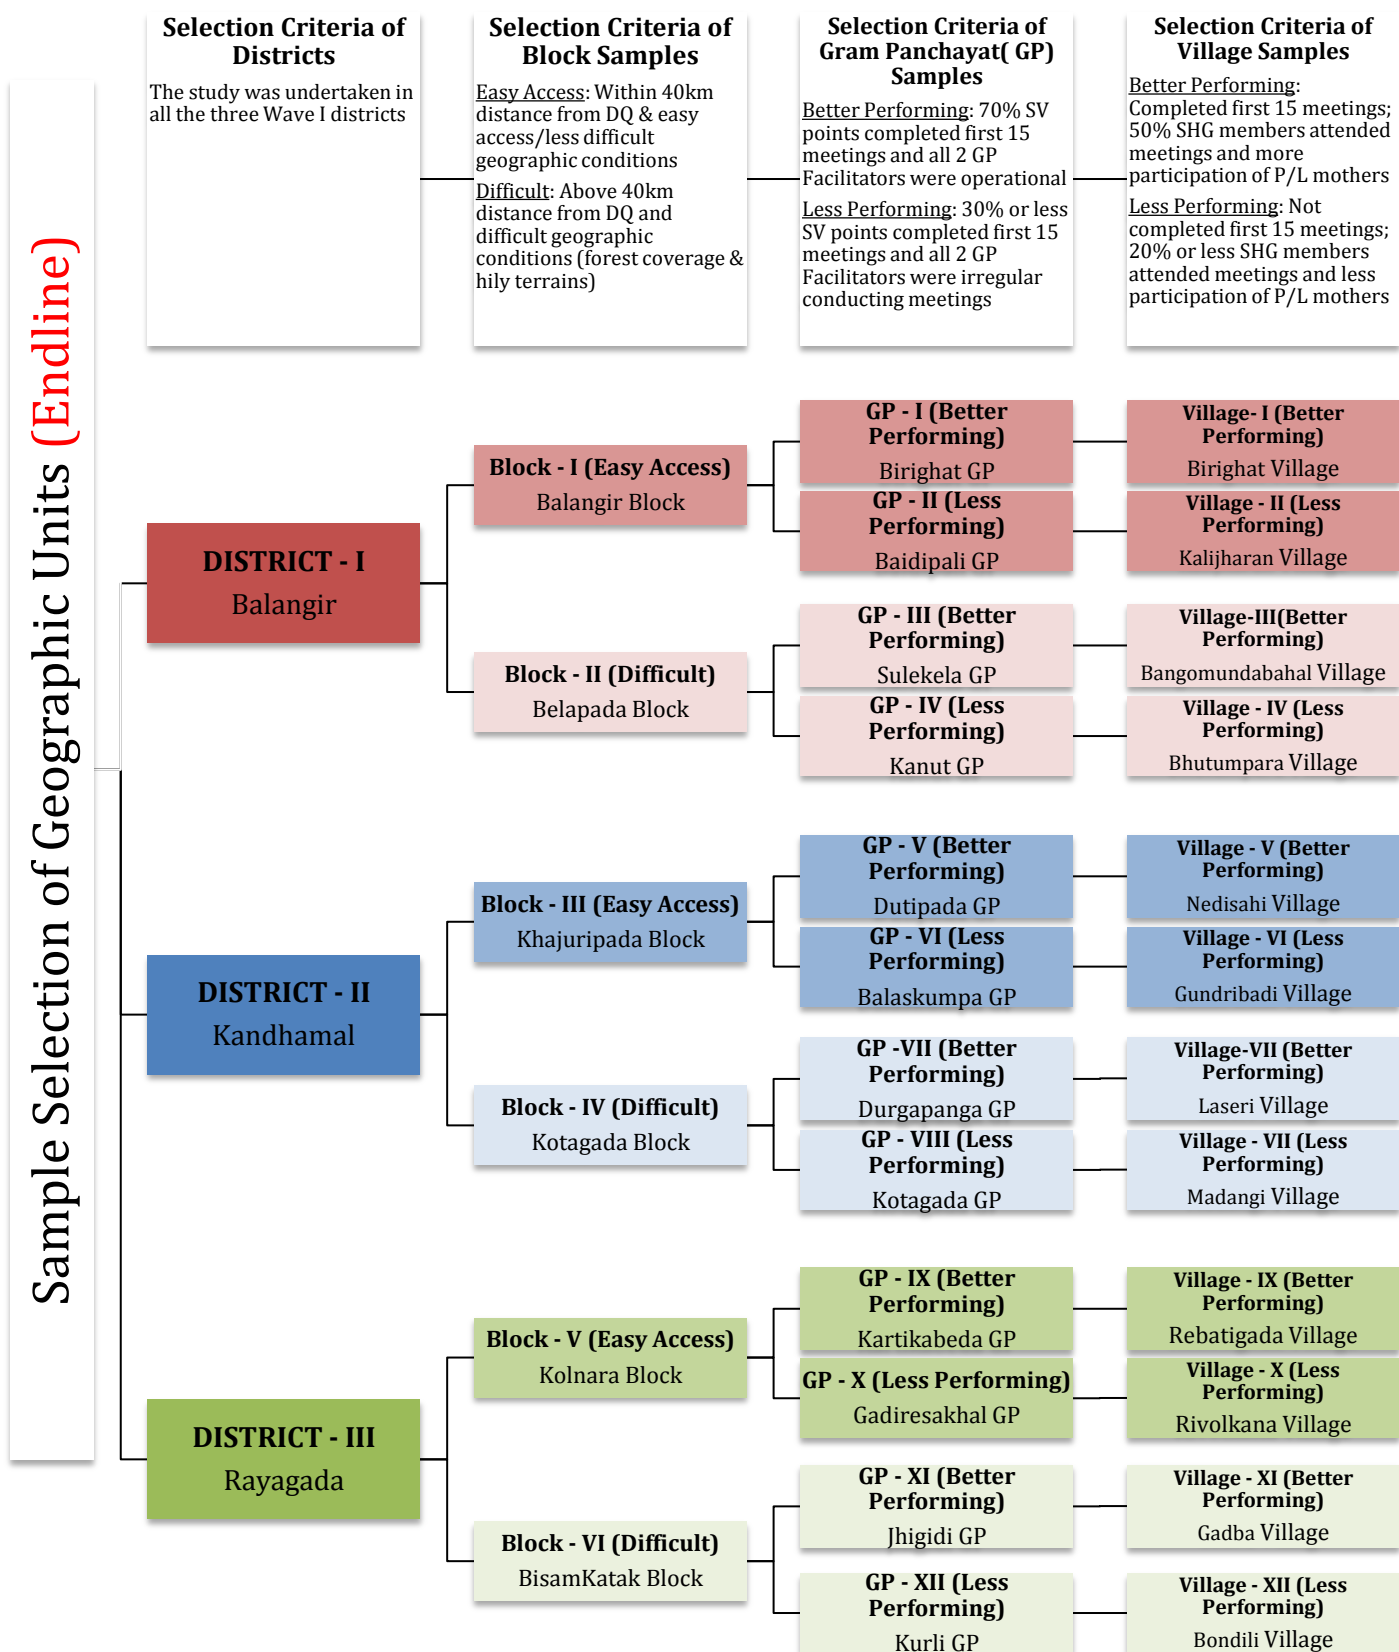 Sample Selection of Geographic Units (Endline)
Selection Criteria of
Districts
The study was undertaken in
all the three Wave I districts
Selection Criteria of
Block Samples
Easy Access: Within 40km
distance from DQ & easy
access/less difficult
geographic conditions
Difficult: Above 40km
distance from DQ and
difficult geographic
conditions (forest coverage &
hily terrains)
Selection Criteria of
Gram Panchayat( GP)
Samples
Better Performing: 70% SV
points completed first 15
meetings and all 2 GP
Facilitators were operational
Less Performing: 30% or less
SV points completed first 15
meetings and all 2 GP
Facilitators were irregular
conducting meetings
Selection Criteria of
Village Samples
Better Performing:
Completed first 15 meetings;
50% SHG members attended
meetings and more
participation of P/L mothers
Less Performing: Not
completed first 15 meetings;
20% or less SHG members
attended meetings and less
participation of P/L mothers
DISTRICT - I
Balangir
Block - I (Easy Access)
Balangir Block
GP - I (Better
Performing)
Birighat GP
Village- I (Better
Performing)
Birighat Village
GP - II (Less
Performing)
Baidipali GP
Village - II (Less
Performing)
Kalijharan Village
Block - II (Difficult)
Belapada Block
GP - III (Better
Performing)
Sulekela GP
Village-III(Better
Performing)
Bangomundabahal Village
GP - IV (Less
Performing)
Kanut GP
Village - IV (Less
Performing)
Bhutumpara Village
DISTRICT - II
Kandhamal
Block - III (Easy Access)
Khajuripada Block
GP - V (Better
Performing)
Dutipada GP
Village - V (Better
Performing)
Nedisahi Village
GP - VI (Less
Performing)
Balaskumpa GP
Village - VI (Less
Performing)
Gundribadi Village
Block - IV (Difficult)
Kotagada Block
GP -VII (Better
Performing)
Durgapanga GP
Village-VII (Better
Performing)
Laseri Village
GP - VIII (Less
Performing)
Kotagada GP
Village - VII (Less
Performing)
Madangi Village
DISTRICT - III
Rayagada
Block - V (Easy Access)
Kolnara Block
GP - IX (Better
Performing)
Kartikabeda GP
Village - IX (Better
Performing)
Rebatigada Village
GP - X (Less Performing)
Gadiresakhal GP
Village - X (Less
Performing)
Rivolkana Village
Block - VI (Difficult)
BisamKatak Block
GP - XI (Better
Performing)
Jhigidi GP
Village - XI (Better
Performing)
Gadba Village
GP - XII (Less
Performing)
Kurli GP
Village - XII (Less
Performing)
Bondili Village